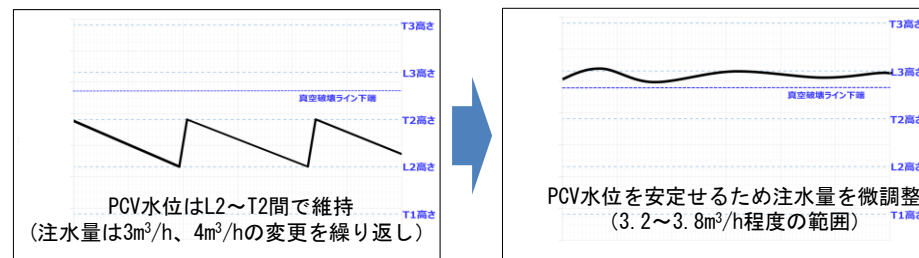 T3高さ
L3高さ
真空破壊ライン下端
T2高さ
L2高さ
T1高さ
PCV水位はL2～T2間で維持
(注水量は3m³/h、4m³/hの変更を繰り返し)
T3高さ
L3高さ
真空破壊ライン下端
T2高さ
L2高さ
T1高さ
PCV水位を安定せるため注水量を微調整
(3.2～3.8m³/h程度の範囲)